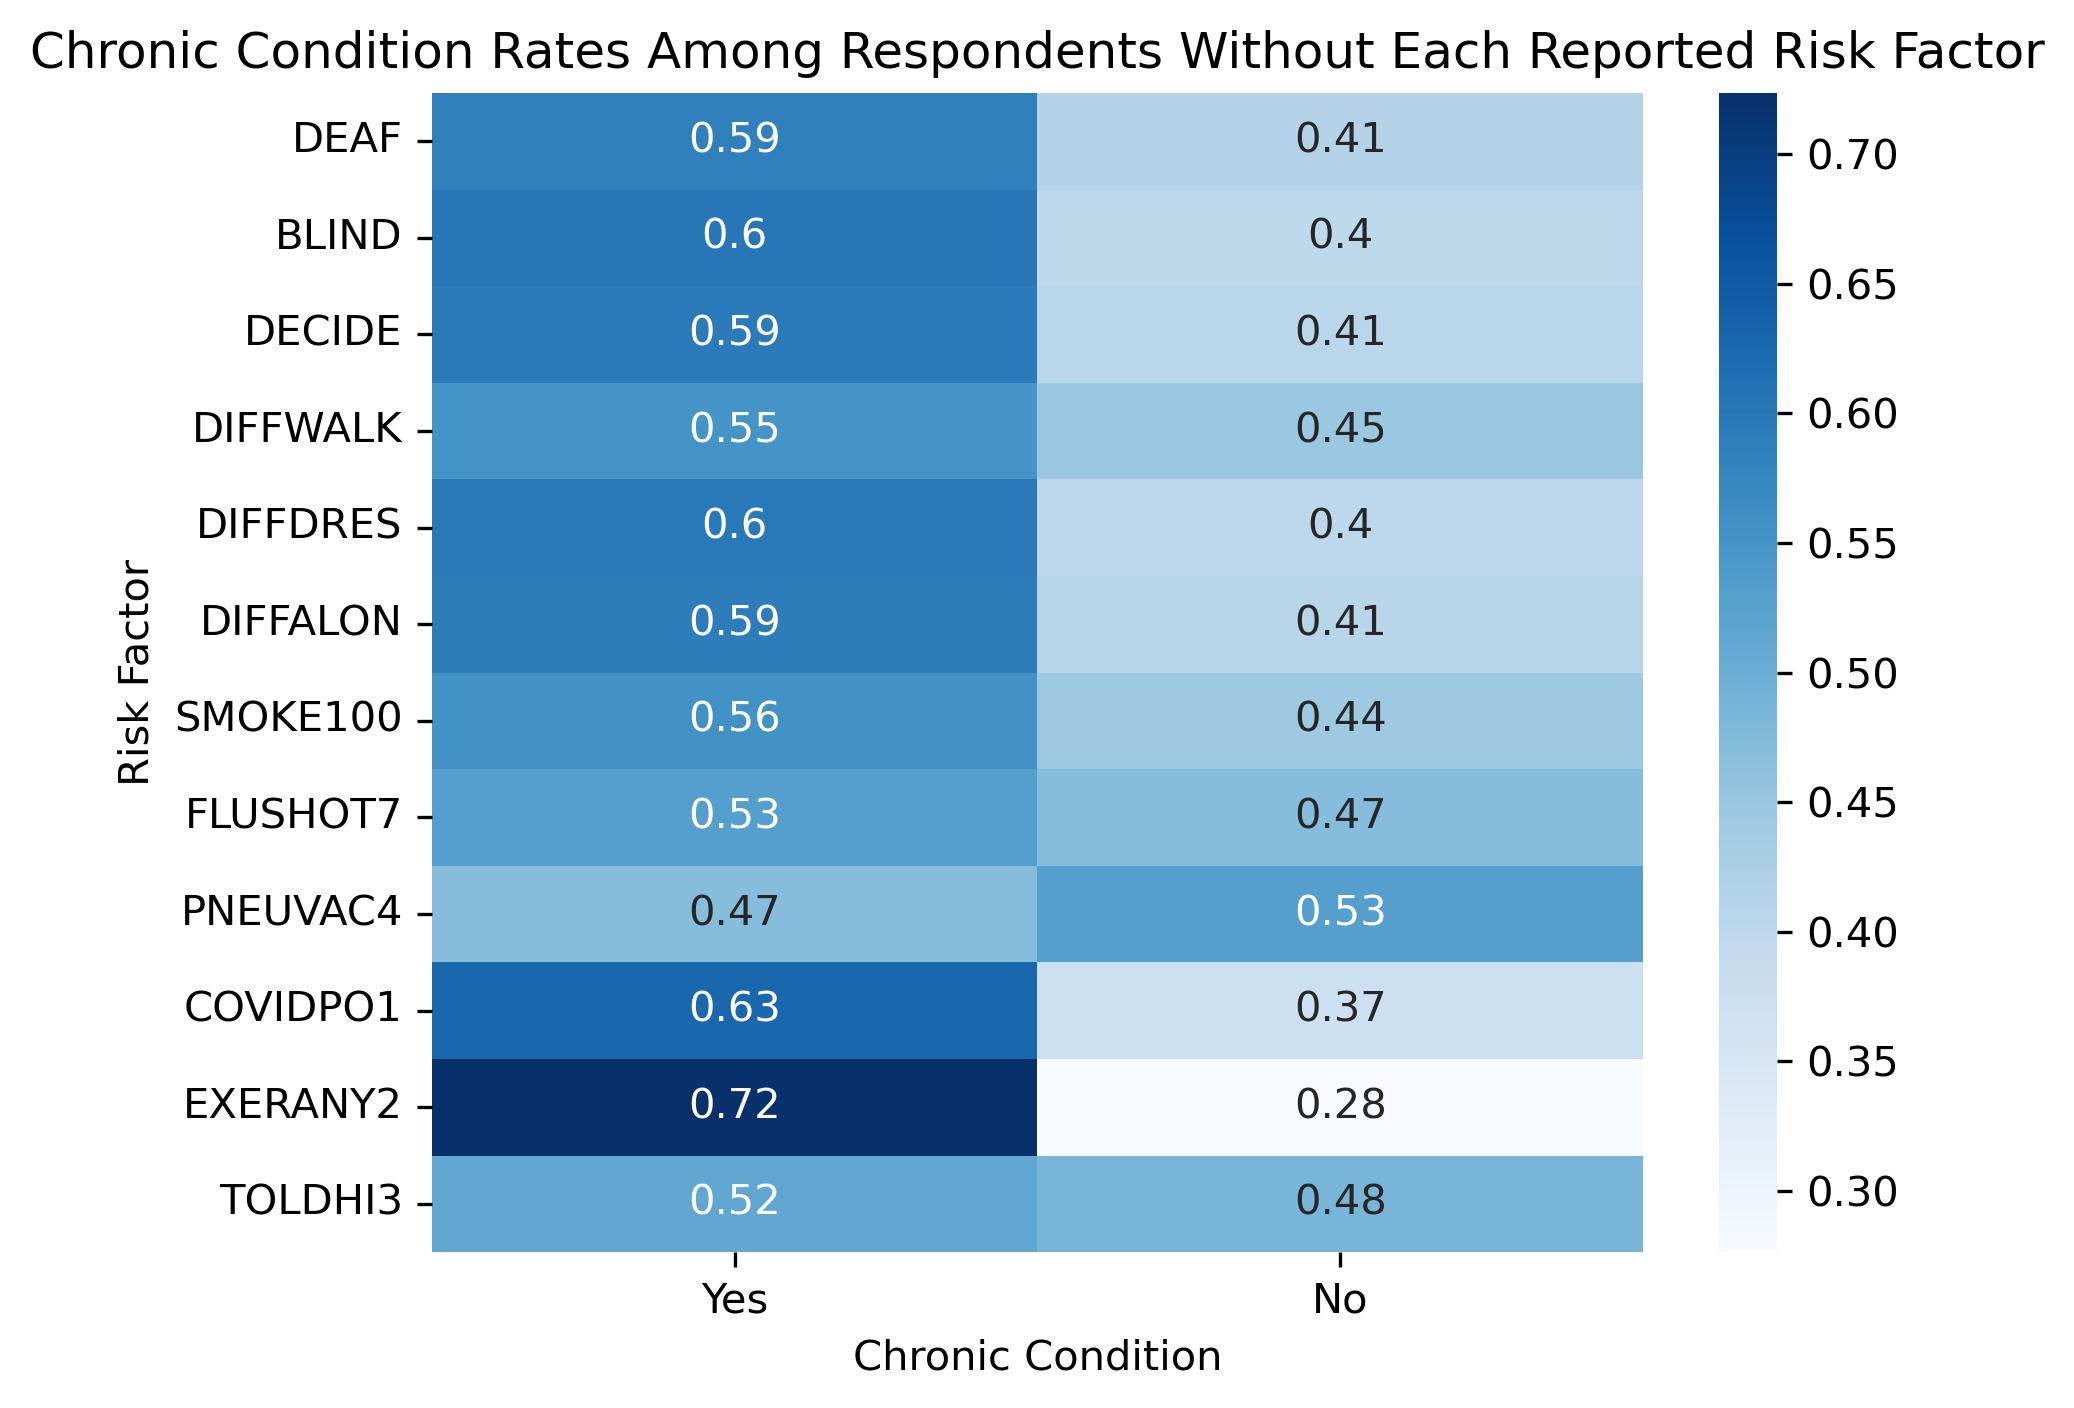 Chronic Condition Rates Among Respondents Without Each Reported Risk Factor
Risk Factor
DEAF 0.59 0.41
BLIND 0.6 0.4
DECIDE 0.59 0.41
DIFFWALK 0.55 0.45
DIFFDRES 0.6 0.4
DIFFALON 0.59 0.41
SMOKE100 0.56 0.44
FLUSHOT7 0.53 0.47
PNEUVAC4 0.47 0.53
COVIDPO1 0.63 0.37
EXERANY2 0.72 0.28
TOLDHI3 0.52 0.48
Yes No
Chronic Condition
0.70
0.65
0.60
0.55
0.50
0.45
0.40
0.35
0.30